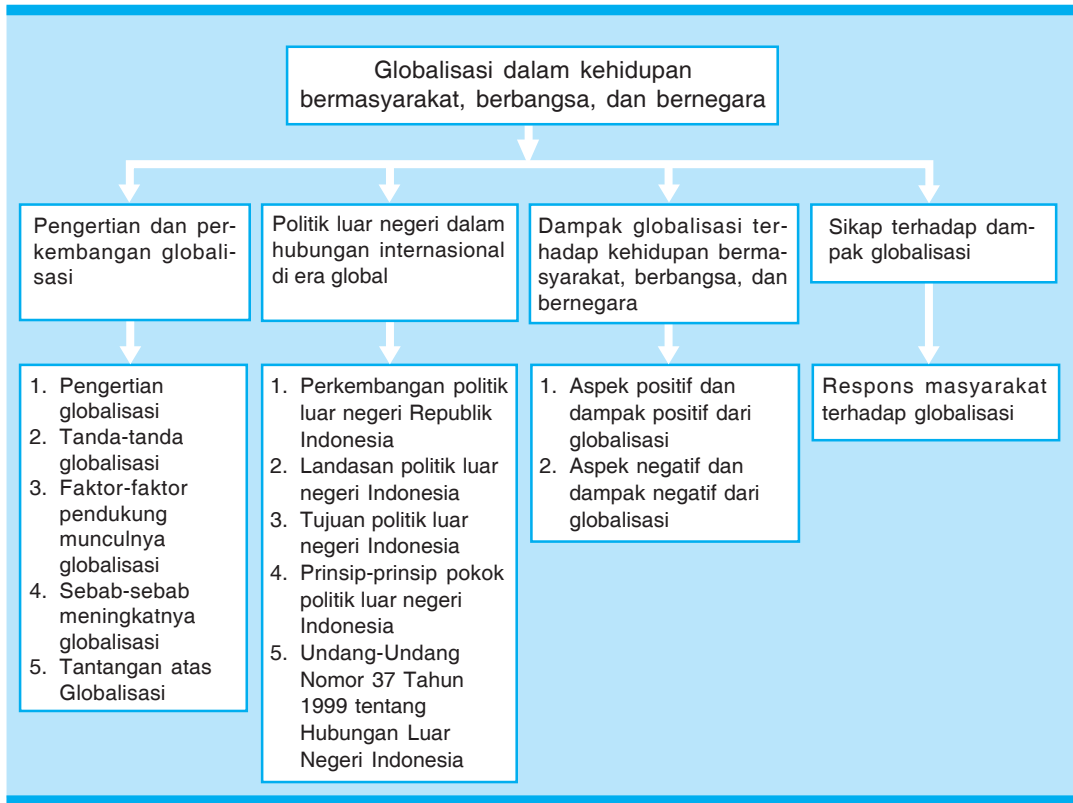 Globalisasi dalam kehidupan
bermasyarakat, berbangsa, dan bernegara
Pengertian dan per-
kembangan globali-
sasi
Politik luar negeri dalam
hubungan internasional
di era global
Dampak globalisasi ter-
hadap kehidupan berma-
syarakat, berbangsa, dan
bernegara
Sikap terhadap dam-
pak globalisasi
1. Pengertian
globalisasi
2. Tanda-tanda
globalisasi
3. Faktor-faktor
pendukung
munculnya
globalisasi
4. Sebab-sebab
meningkatnya
globalisasi
5. Tantangan atas
Globalisasi
1. Perkembangan politik
luar negeri Republik
Indonesia
2. Landasan politik luar
negeri Indonesia
3. Tujuan politik luar
negeri Indonesia
4. Prinsip-prinsip pokok
politik luar negeri
Indonesia
5. Undang-Undang
Nomor 37 Tahun
1999 tentang
Hubungan Luar
Negeri Indonesia
1. Aspek positif dan
dampak positif dari
globalisasi
2. Aspek negatif dan
dampak negatif dari
globalisasi
Respons masyarakat
terhadap globalisasi